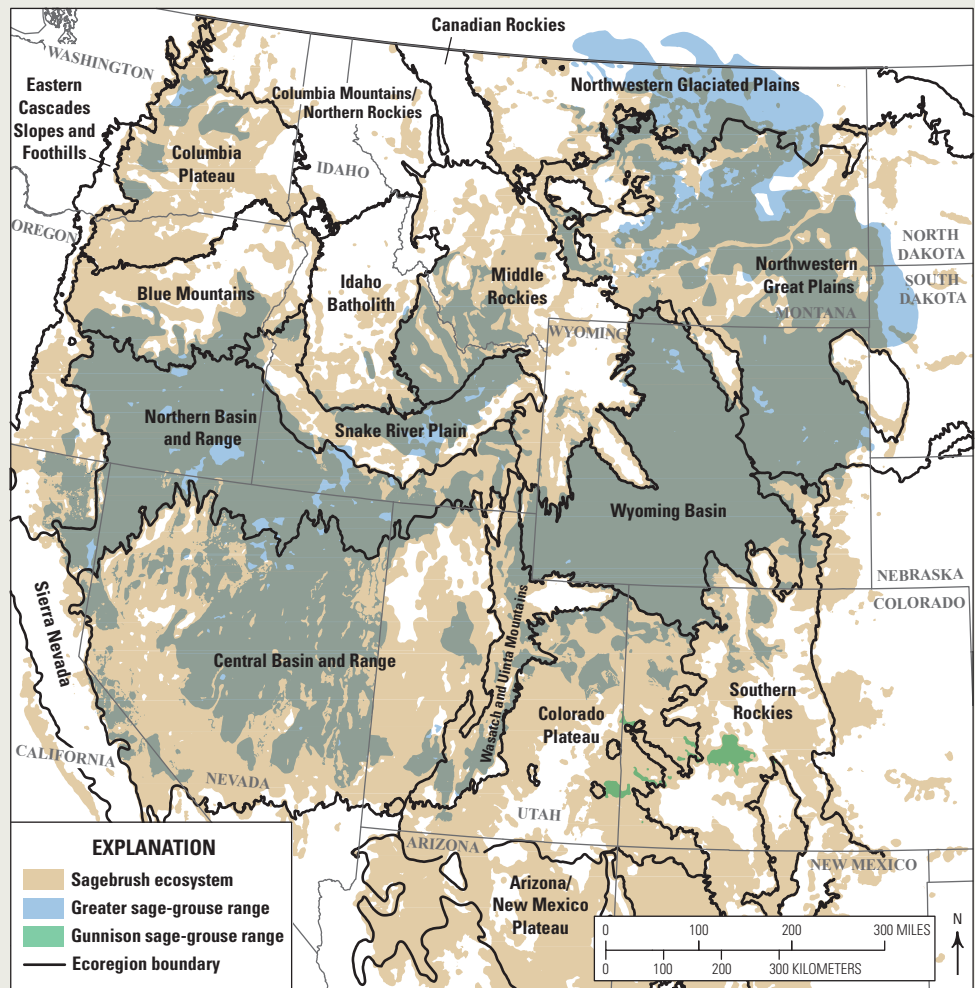 Canadian Rockies
WASHINGTON
Northwestern Glaciated Plains
Eastern
Cascades
Slopes and
Foothills
Columbia Mountains/
Northern Rockies
Columbia
Plateau
IDAHO
OREGON
NORTH
DAKOTA
SOUTH
DAKOTA
Northwestern
Great Plains
MONTANA
Middle
Rockies
Idaho
Batholith
Blue Mountains
WYOMING
Northern Basin
and Range
Snake River Plain
Wyoming Basin
NEBRASKA
COLORADO
Sierra Nevada
Wasatch and Uinta Mountains
Central Basin and Range
Southern
Rockies
Colorado
Plateau
CALIFORNIA
NEVADA
UTAH
ARIZONA
NEW MEXICO
Arizona/
New Mexico
Plateau
EXPLANATION
Sagebrush ecosystem
Greater sage-grouse range
Gunnison sage-grouse range
Ecoregion boundary
0 100 200 300 MILES
0 100 200 300 KILOMETERS
N